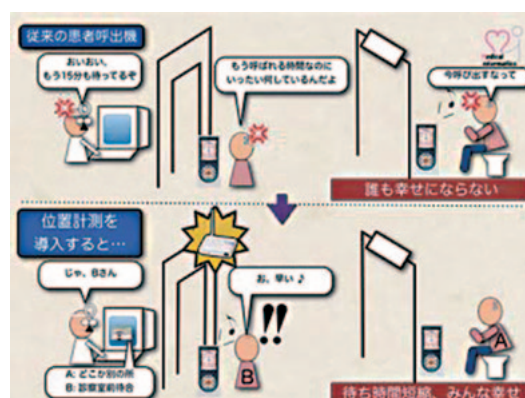 従来の患者呼出機
おいおい、
もう15分も待ってるぞ
もう呼ばれる時間なのに
いったい何しているんだよ
今呼び出すなって
誰も幸せにならない
位置計測を
導入すると…
じゃ、Bさん
お、早い♪
!!
A: どこか別の所
B: 診察室前待合
B
A
待ち時間短縮、みんな幸せ